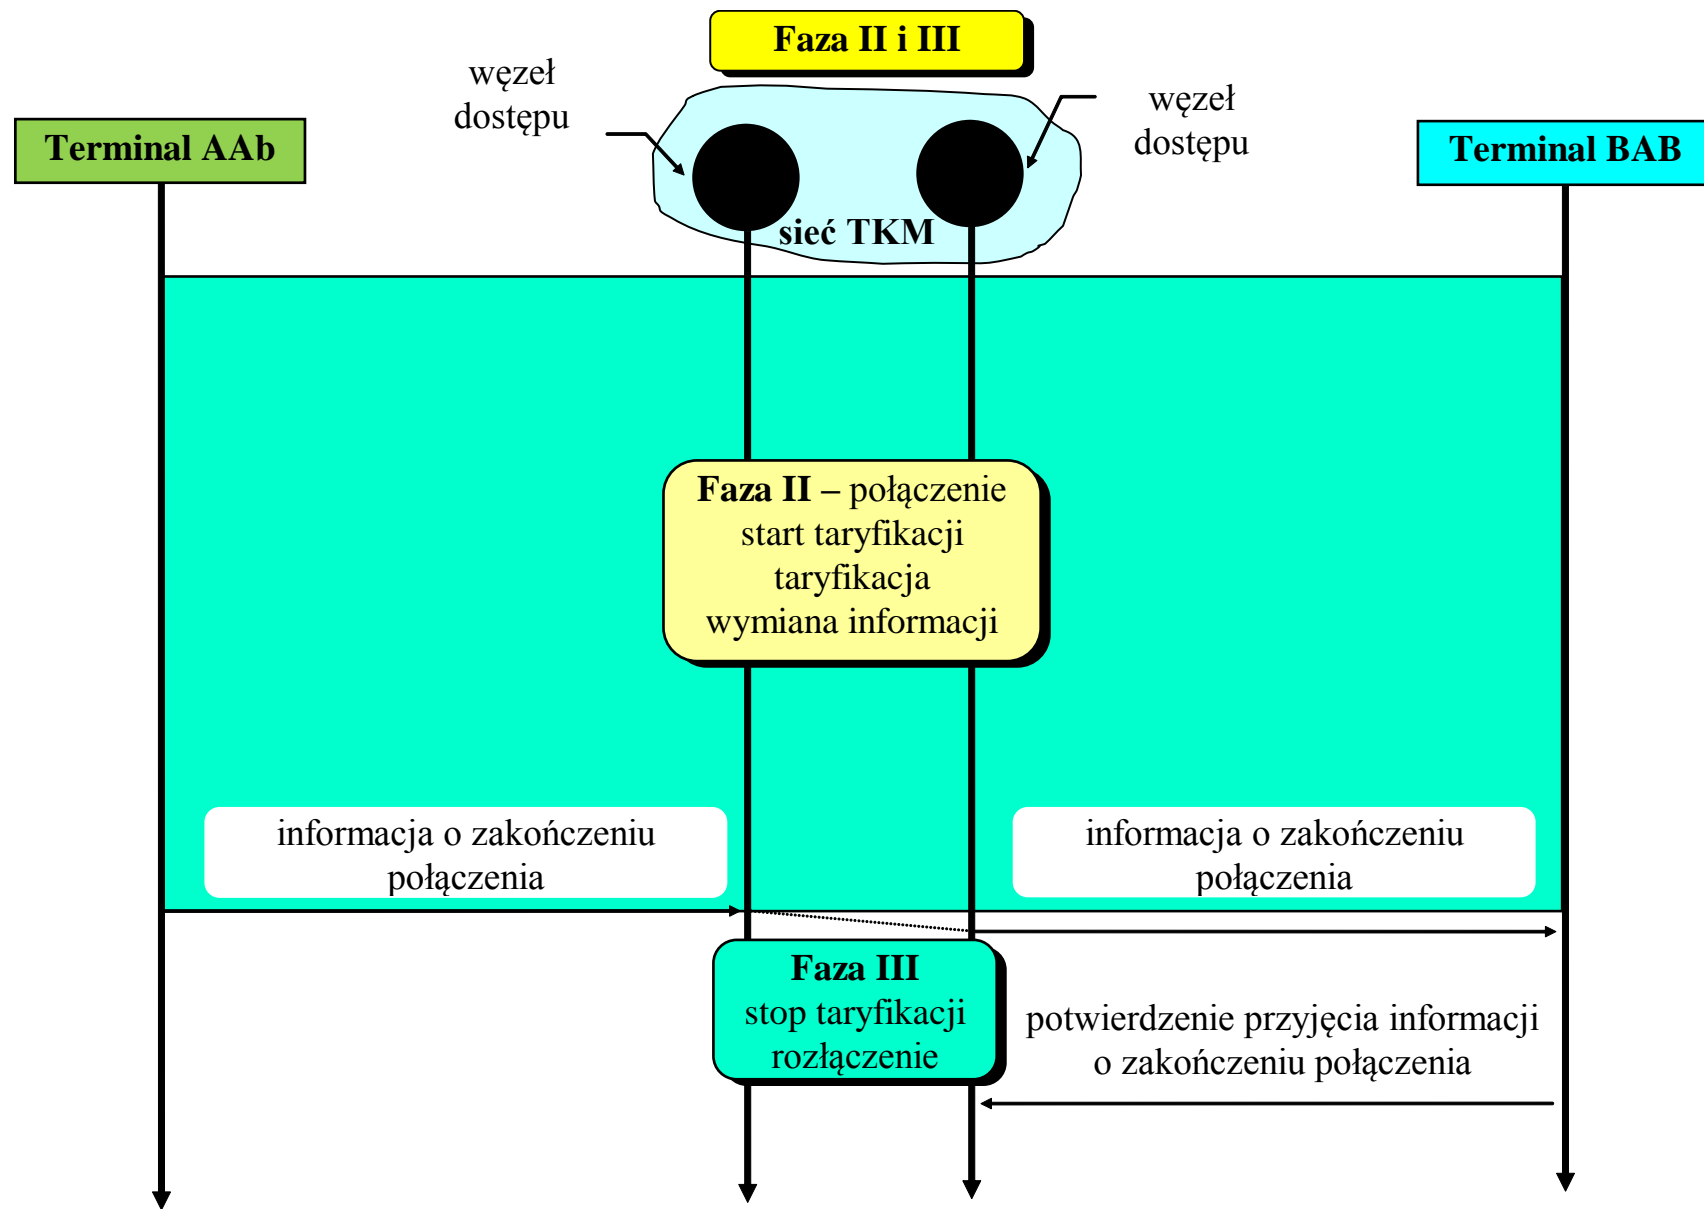 Faza II i III
węzeł
dostępu
węzeł
dostępu
Terminal AAb
Terminal BAB
sieć TKM
Faza II – połączenie
start taryfikacji
taryfikacja
wymiana informacji
informacja o zakończeniu
połączenia
informacja o zakończeniu
połączenia
Faza III
stop taryfikacji
rozłączenie
potwierdzenie przyjęcia informacji
o zakończeniu połączenia